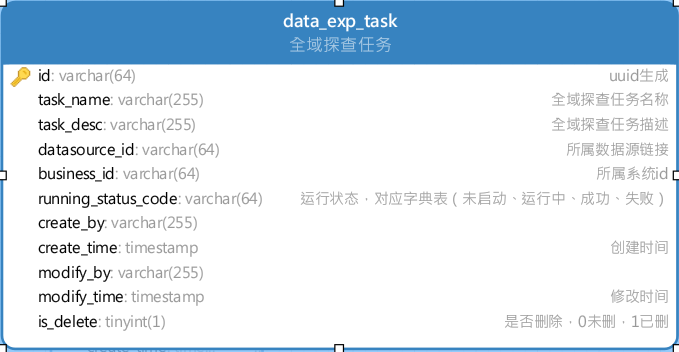 data_exp_task
全域探查任务
id: varchar(64) uuid生成
task_name: varchar(255) 全域探查任务名称
task_desc: varchar(255) 全域探查任务描述
datasource_id: varchar(64) 所属数据源链接
business_id: varchar(64) 所属系统id
running_status_code: varchar(64) 运行状态，对应字典表（未启动、运行中、成功、失败）
create_by: varchar(255)
create_time: timestamp 创建时间
modify_by: varchar(255)
modify_time: timestamp 修改时间
is_delete: tinyint(1) 是否删除，0未删，1已删